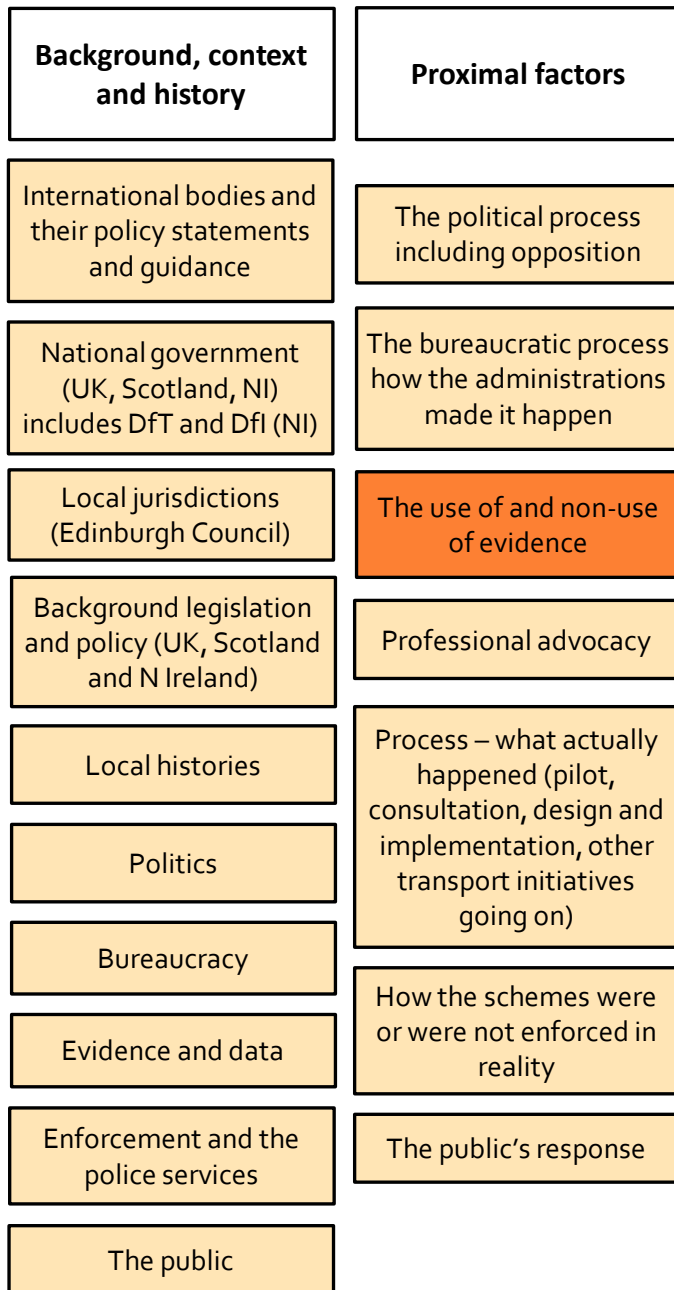 Background, context
and history
International bodies and
their policy statements
and guidance
National government
(UK, Scotland, NI)
includes DfT and DfI (NI)
Local jurisdictions
(Edinburgh Council)
Background legislation
and policy (UK, Scotland
and N Ireland)
Local histories
Politics
Bureaucracy
Evidence and data
Enforcement and the
police services
The public
Proximal factors
The political process
including opposition
The bureaucratic process
how the administrations
made it happen
The use of and non-use
of evidence
Professional advocacy
Process – what actually
happened (pilot,
consultation, design and
implementation, other
transport initiatives
going on)
How the schemes were
or were not enforced in
reality
The public’s response